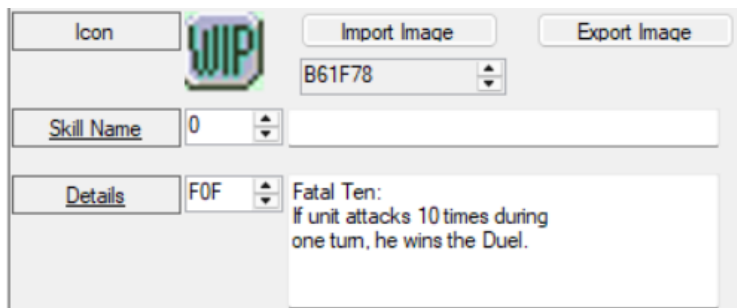 Icon
WIP
Import Image
Export Image
B61F78
Skill Name
0
Details
F0F
Fatal Ten:
If unit attacks 10 times during
one turn, he wins the Duel.